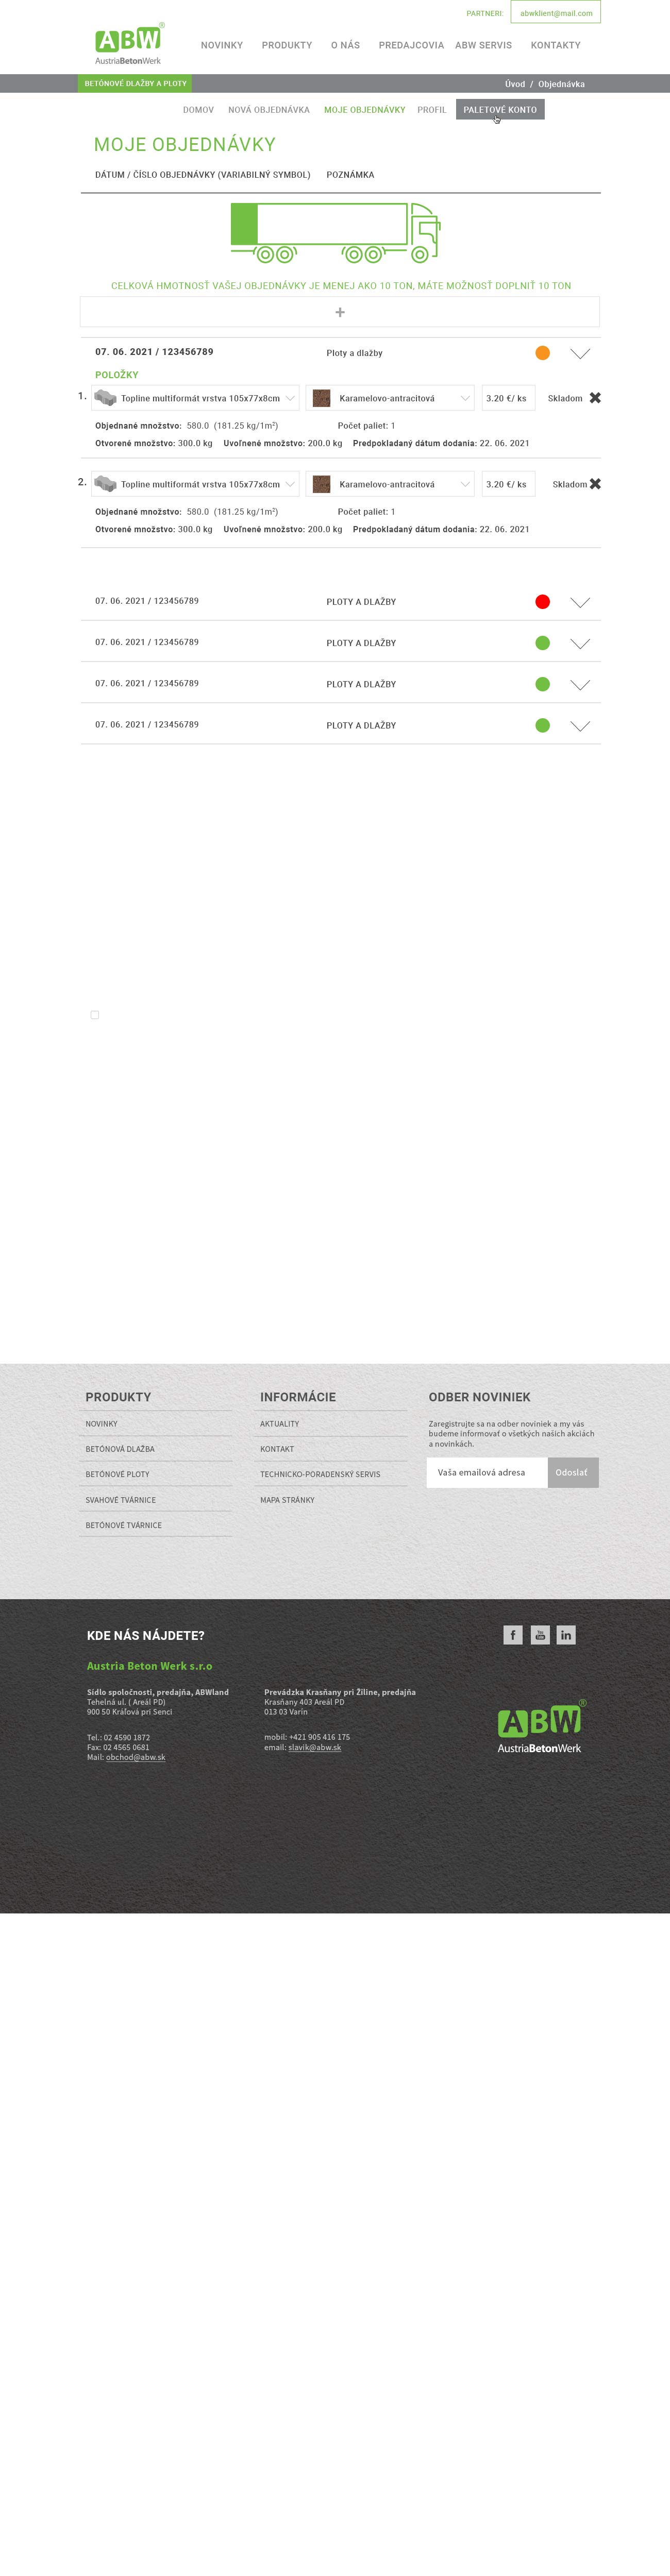 PARTNERI:
abwklient@mail.com
ABW®
AustriaBetonWerk
NOVINKY PRODUKTY O NÁS PREDAJCOVIA ABW SERVIS KONTAKTY
BETÓNOVÉ DLAŽBY A PLOTY
Úvod / Objednávka
DOMOV NOVÁ OBJEDNÁVKA MOJE OBJEDNÁVKY PROFIL PALETOVÉ KONTO
MOJE OBJEDNÁVKY
DÁTUM / ČÍSLO OBJEDNÁVKY (VARIABILNÝ SYMBOL) POZNÁMKA
CELKOVÁ HMOTNOSŤ VAŠEJ OBJEDNÁVKY JE MENEJ AKO 10 TON, MÁTE MOŽNOSŤ DOPLNIŤ 10 TON
+
07. 06. 2021 / 123456789 Ploty a dlažby
POLOŽKY
1. Topline multiformát vrstva 105x77x8cm Karamelovo-antracitová 3.20 €/ ks Skladom
Objednané množstvo: 580.0 (181.25 kg/1m²) Počet paliet: 1
Otvorené množstvo: 300.0 kg Uvoľnené množstvo: 200.0 kg Predpokladaný dátum dodania: 22. 06. 2021
2. Topline multiformát vrstva 105x77x8cm Karamelovo-antracitová 3.20 €/ ks Skladom
Objednané množstvo: 580.0 (181.25 kg/1m²) Počet paliet: 1
Otvorené množstvo: 300.0 kg Uvoľnené množstvo: 200.0 kg Predpokladaný dátum dodania: 22. 06. 2021
07. 06. 2021 / 123456789 PLOTY A DLAŽBY
07. 06. 2021 / 123456789 PLOTY A DLAŽBY
07. 06. 2021 / 123456789 PLOTY A DLAŽBY
07. 06. 2021 / 123456789 PLOTY A DLAŽBY
PRODUKTY
NOVINKY
BETÓNOVÁ DLAŽBA
BETÓNOVÉ PLOTY
SVAHOVÉ TVÁRNICE
BETÓNOVÉ TVÁRNICE
INFORMÁCIE
AKTUALITY
KONTAKT
TECHNICKO-PORADENSKÝ SERVIS
MAPA STRÁNKY
ODBER NOVINIEK
Zaregistrujte sa na odber noviniek a my vás
budeme informovať o všetkých našich akciách
a novinkách.
Vaša emailová adresa Odoslať
KDE NÁS NÁJDETE?
f You Tube in
Austria Beton Werk s.r.o
Sídlo spoločnosti, predajňa, ABWland
Tehelná ul. ( Areál PD)
900 50 Kráľová pri Senci
Tel.: 02 4590 1872
Fax: 02 4565 0681
Mail: obchod@abw.sk
Prevádzka Krasňany pri Žiline, predajňa
Krasňany 403 Areál PD
013 03 Varín
mobil: +421 905 416 175
email: slavik@abw.sk
ABW®
AustriaBetonWerk